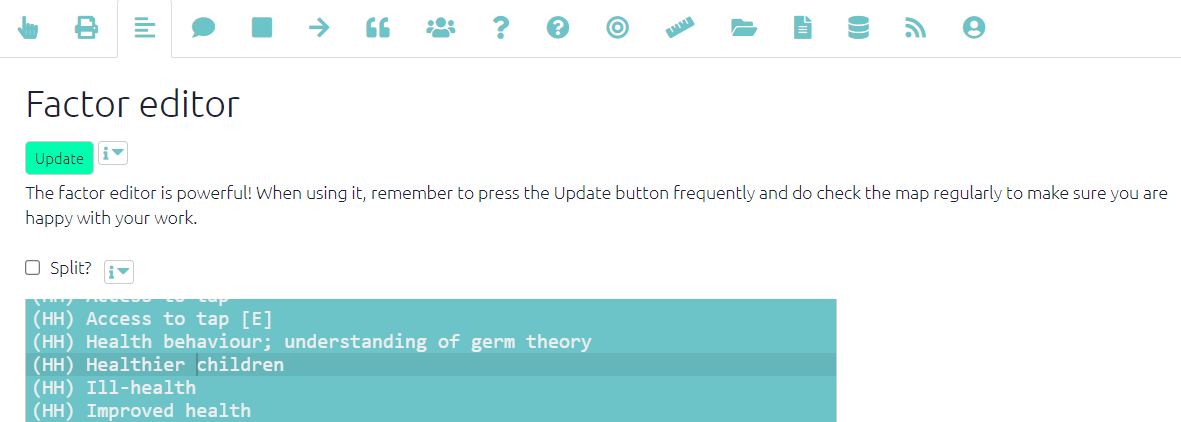 Factor editor
Update
The factor editor is powerful! When using it, remember to press the Update button frequently and do check the map regularly to make sure you are
happy with your work.
Split?
(HH) Access to tap
(HH) Access to tap [E]
(HH) Health behaviour; understanding of germ theory
(HH) Healthier children
(HH) Ill-health
(HH) Improved health